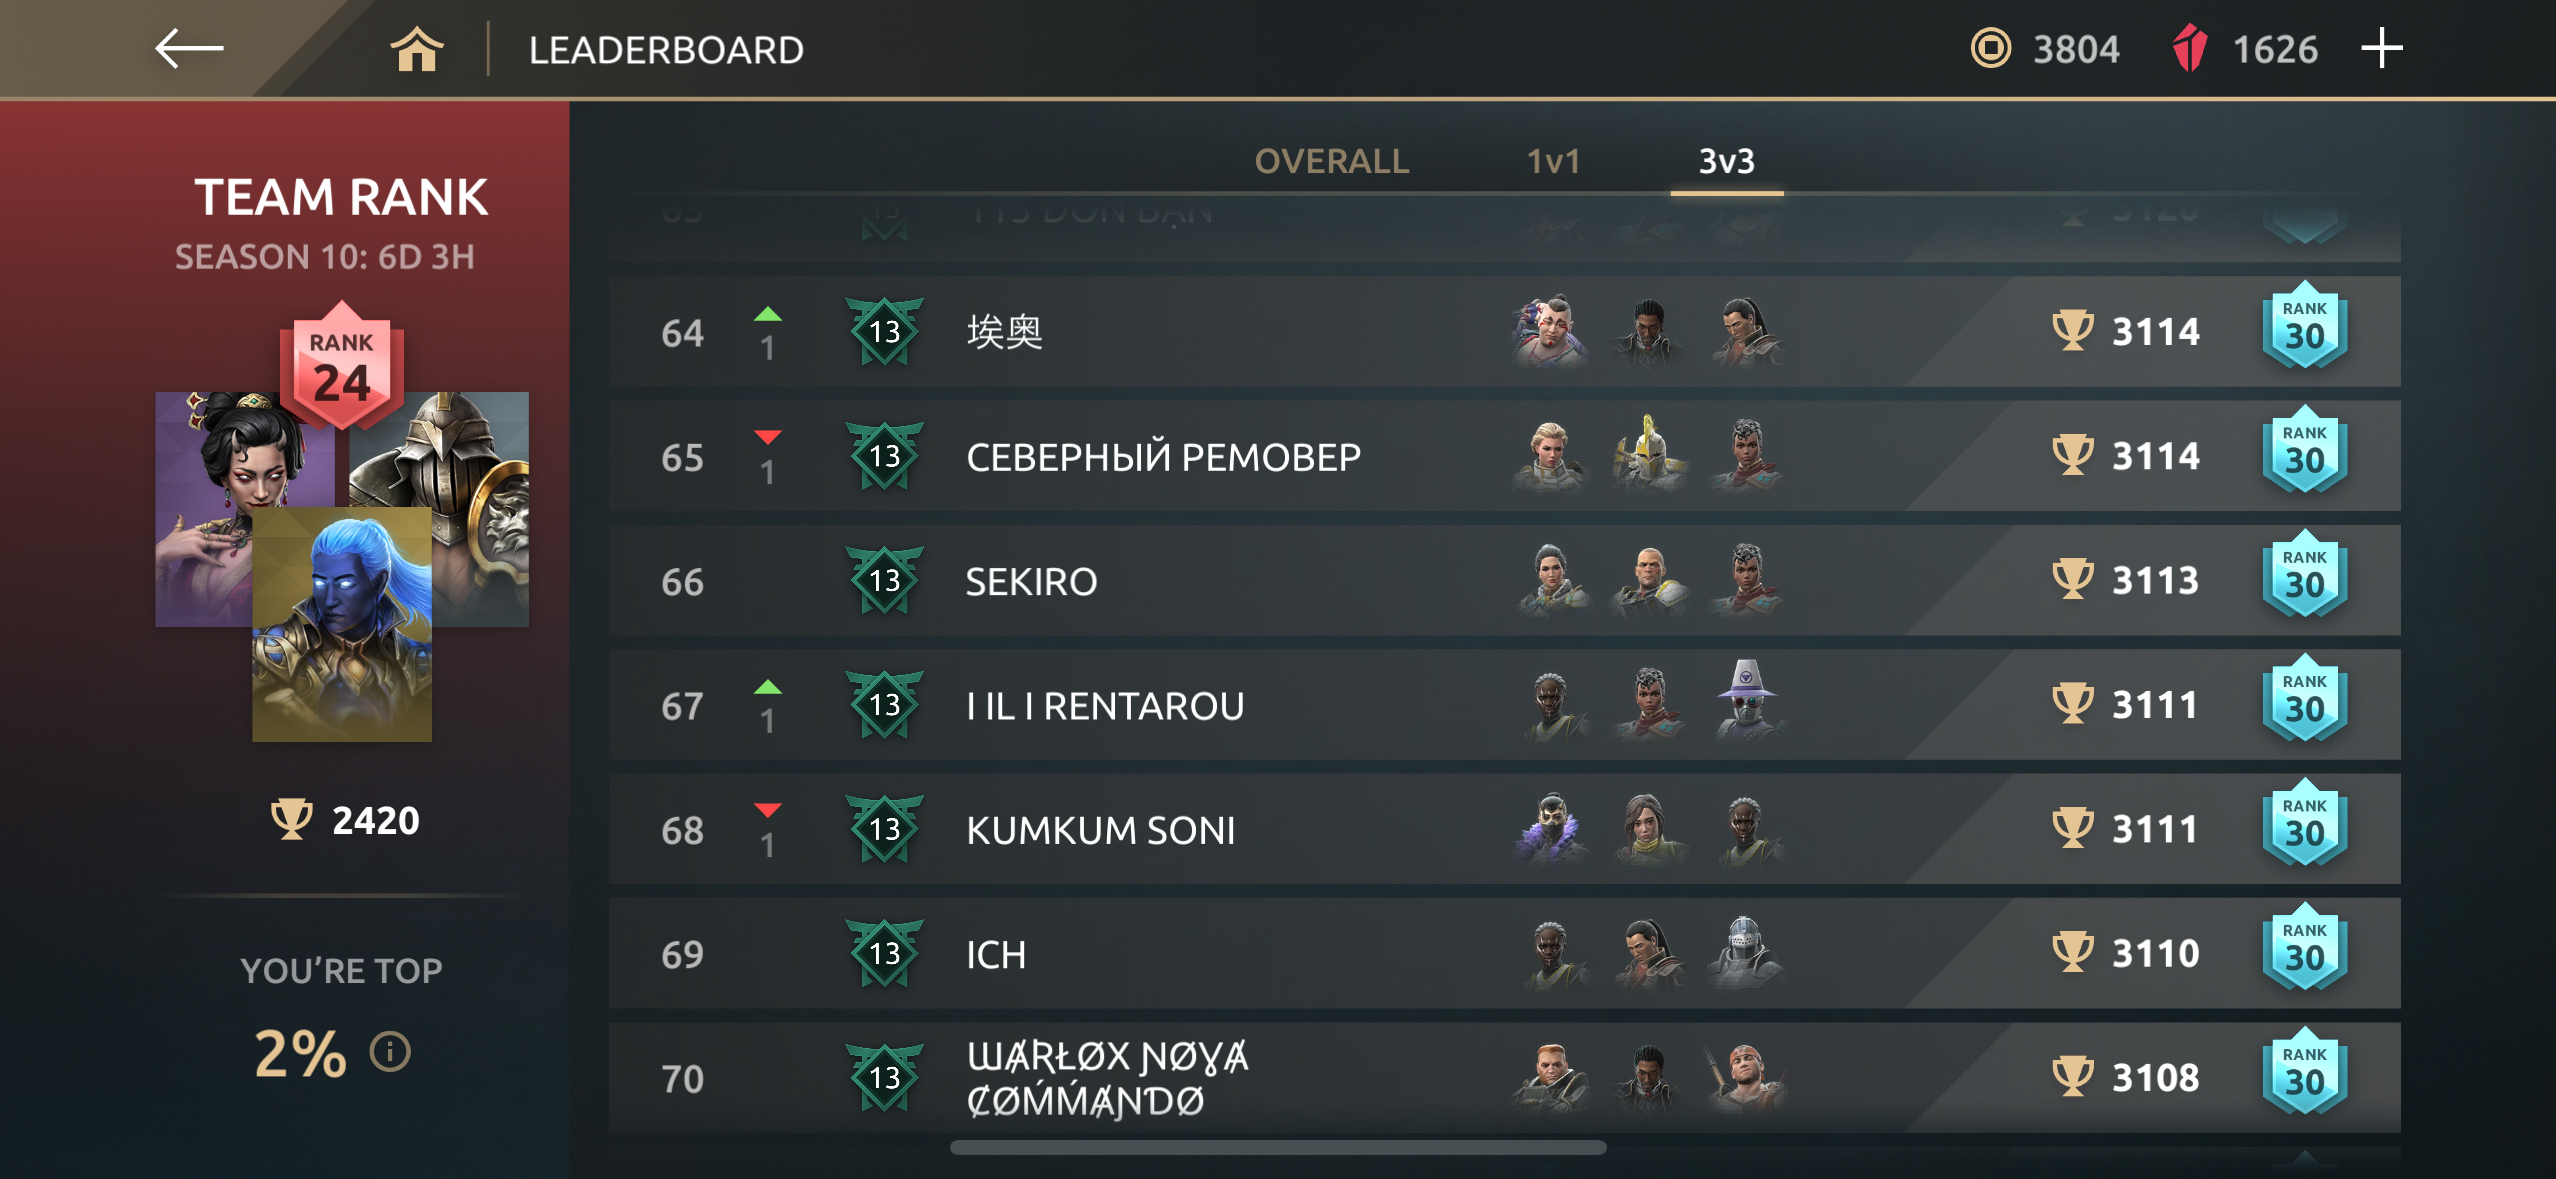 LEADERBOARD
3804
1626
TEAM RANK
SEASON 10: 6D 3H
RANK
24
2420
YOU'RE TOP
2%
OVERALL
1v1
3v3
64
1
13
埃奥
3114
RANK
30
65
1
13
СЕВЕРНЫЙ РЕМОВЕР
3114
RANK
30
66
13
SEKIRO
3113
RANK
30
67
1
13
I IL I RENTAROU
3111
RANK
30
68
1
13
KUMKUM SONI
3111
RANK
30
69
13
ICH
3110
RANK
30
70
13
ƜȺⱤŁØX ƝØƔȺ
ȻØḾḾȺƝƊØ
3108
RANK
30